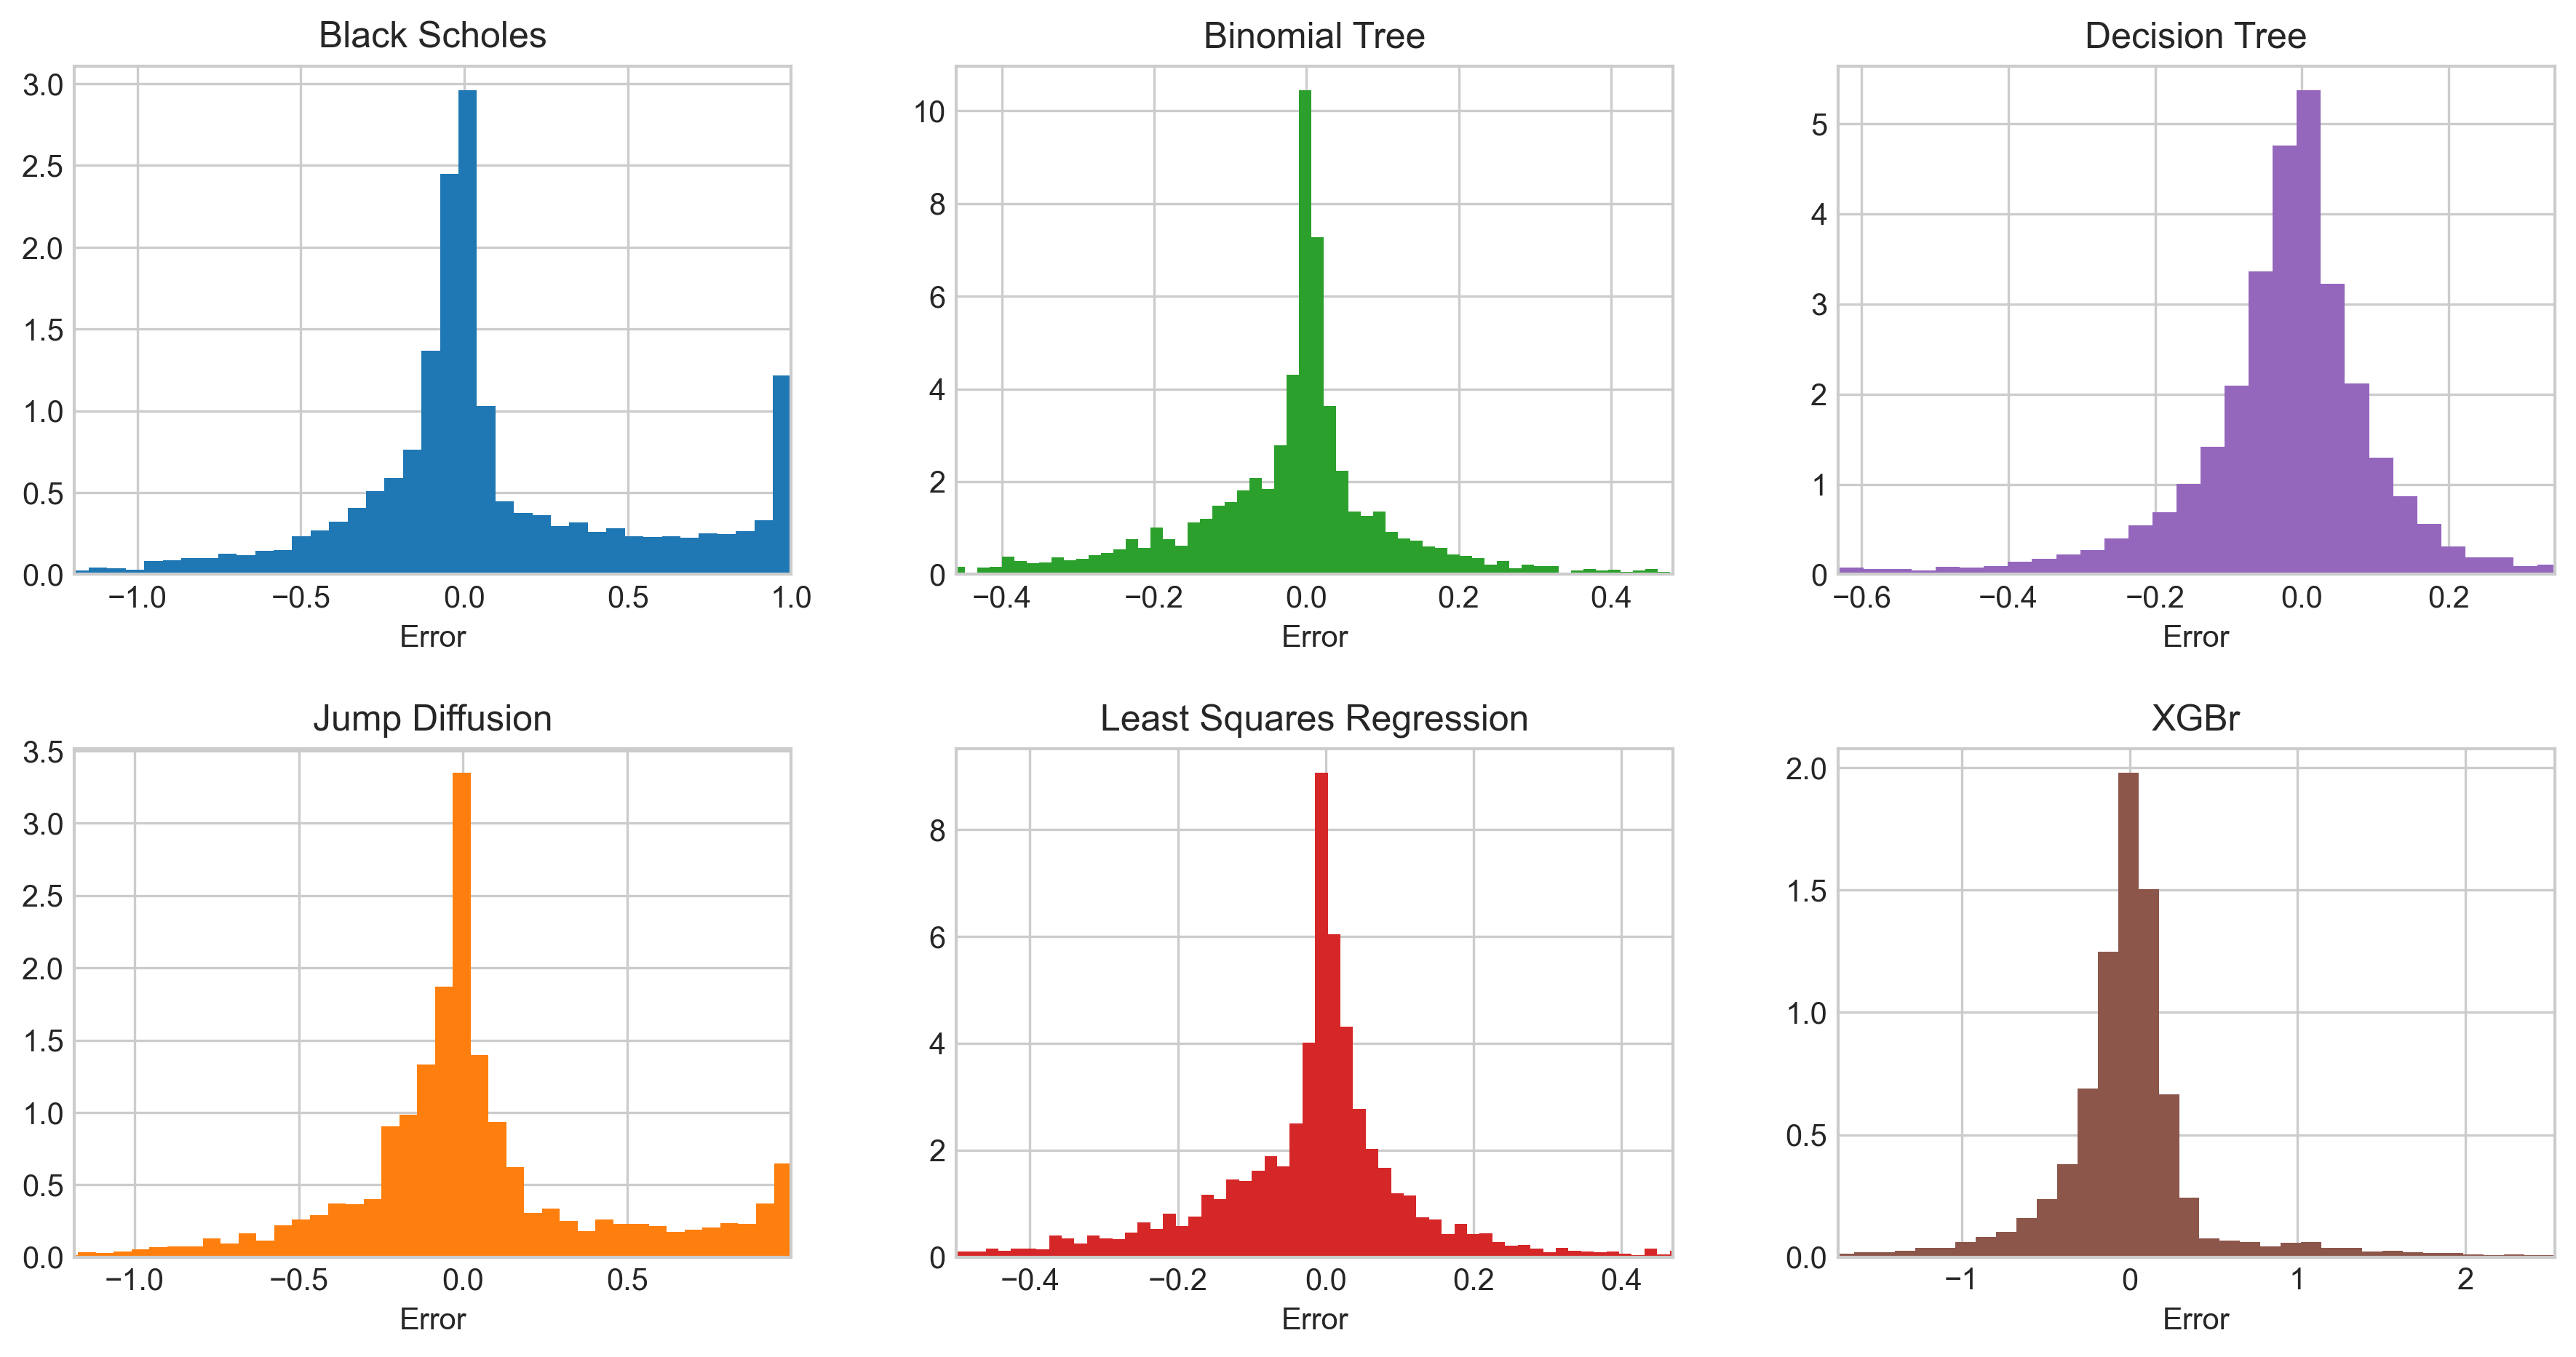 Black Scholes
3.0
2.5
2.0
1.5
1.0
0.5
0.0
−1.0 −0.5 0.0 0.5 1.0
Error
Binomial Tree
10
8
6
4
2
0
−0.4 −0.2 0.0 0.2 0.4
Error
Decision Tree
5
4
3
2
1
0
−0.6 −0.4 −0.2 0.0 0.2
Error
Jump Diffusion
3.5
3.0
2.5
2.0
1.5
1.0
0.5
0.0
−1.0 −0.5 0.0 0.5
Error
Least Squares Regression
8
6
4
2
0
−0.4 −0.2 0.0 0.2 0.4
Error
XGBr
2.0
1.5
1.0
0.5
0.0
−1 0 1 2
Error